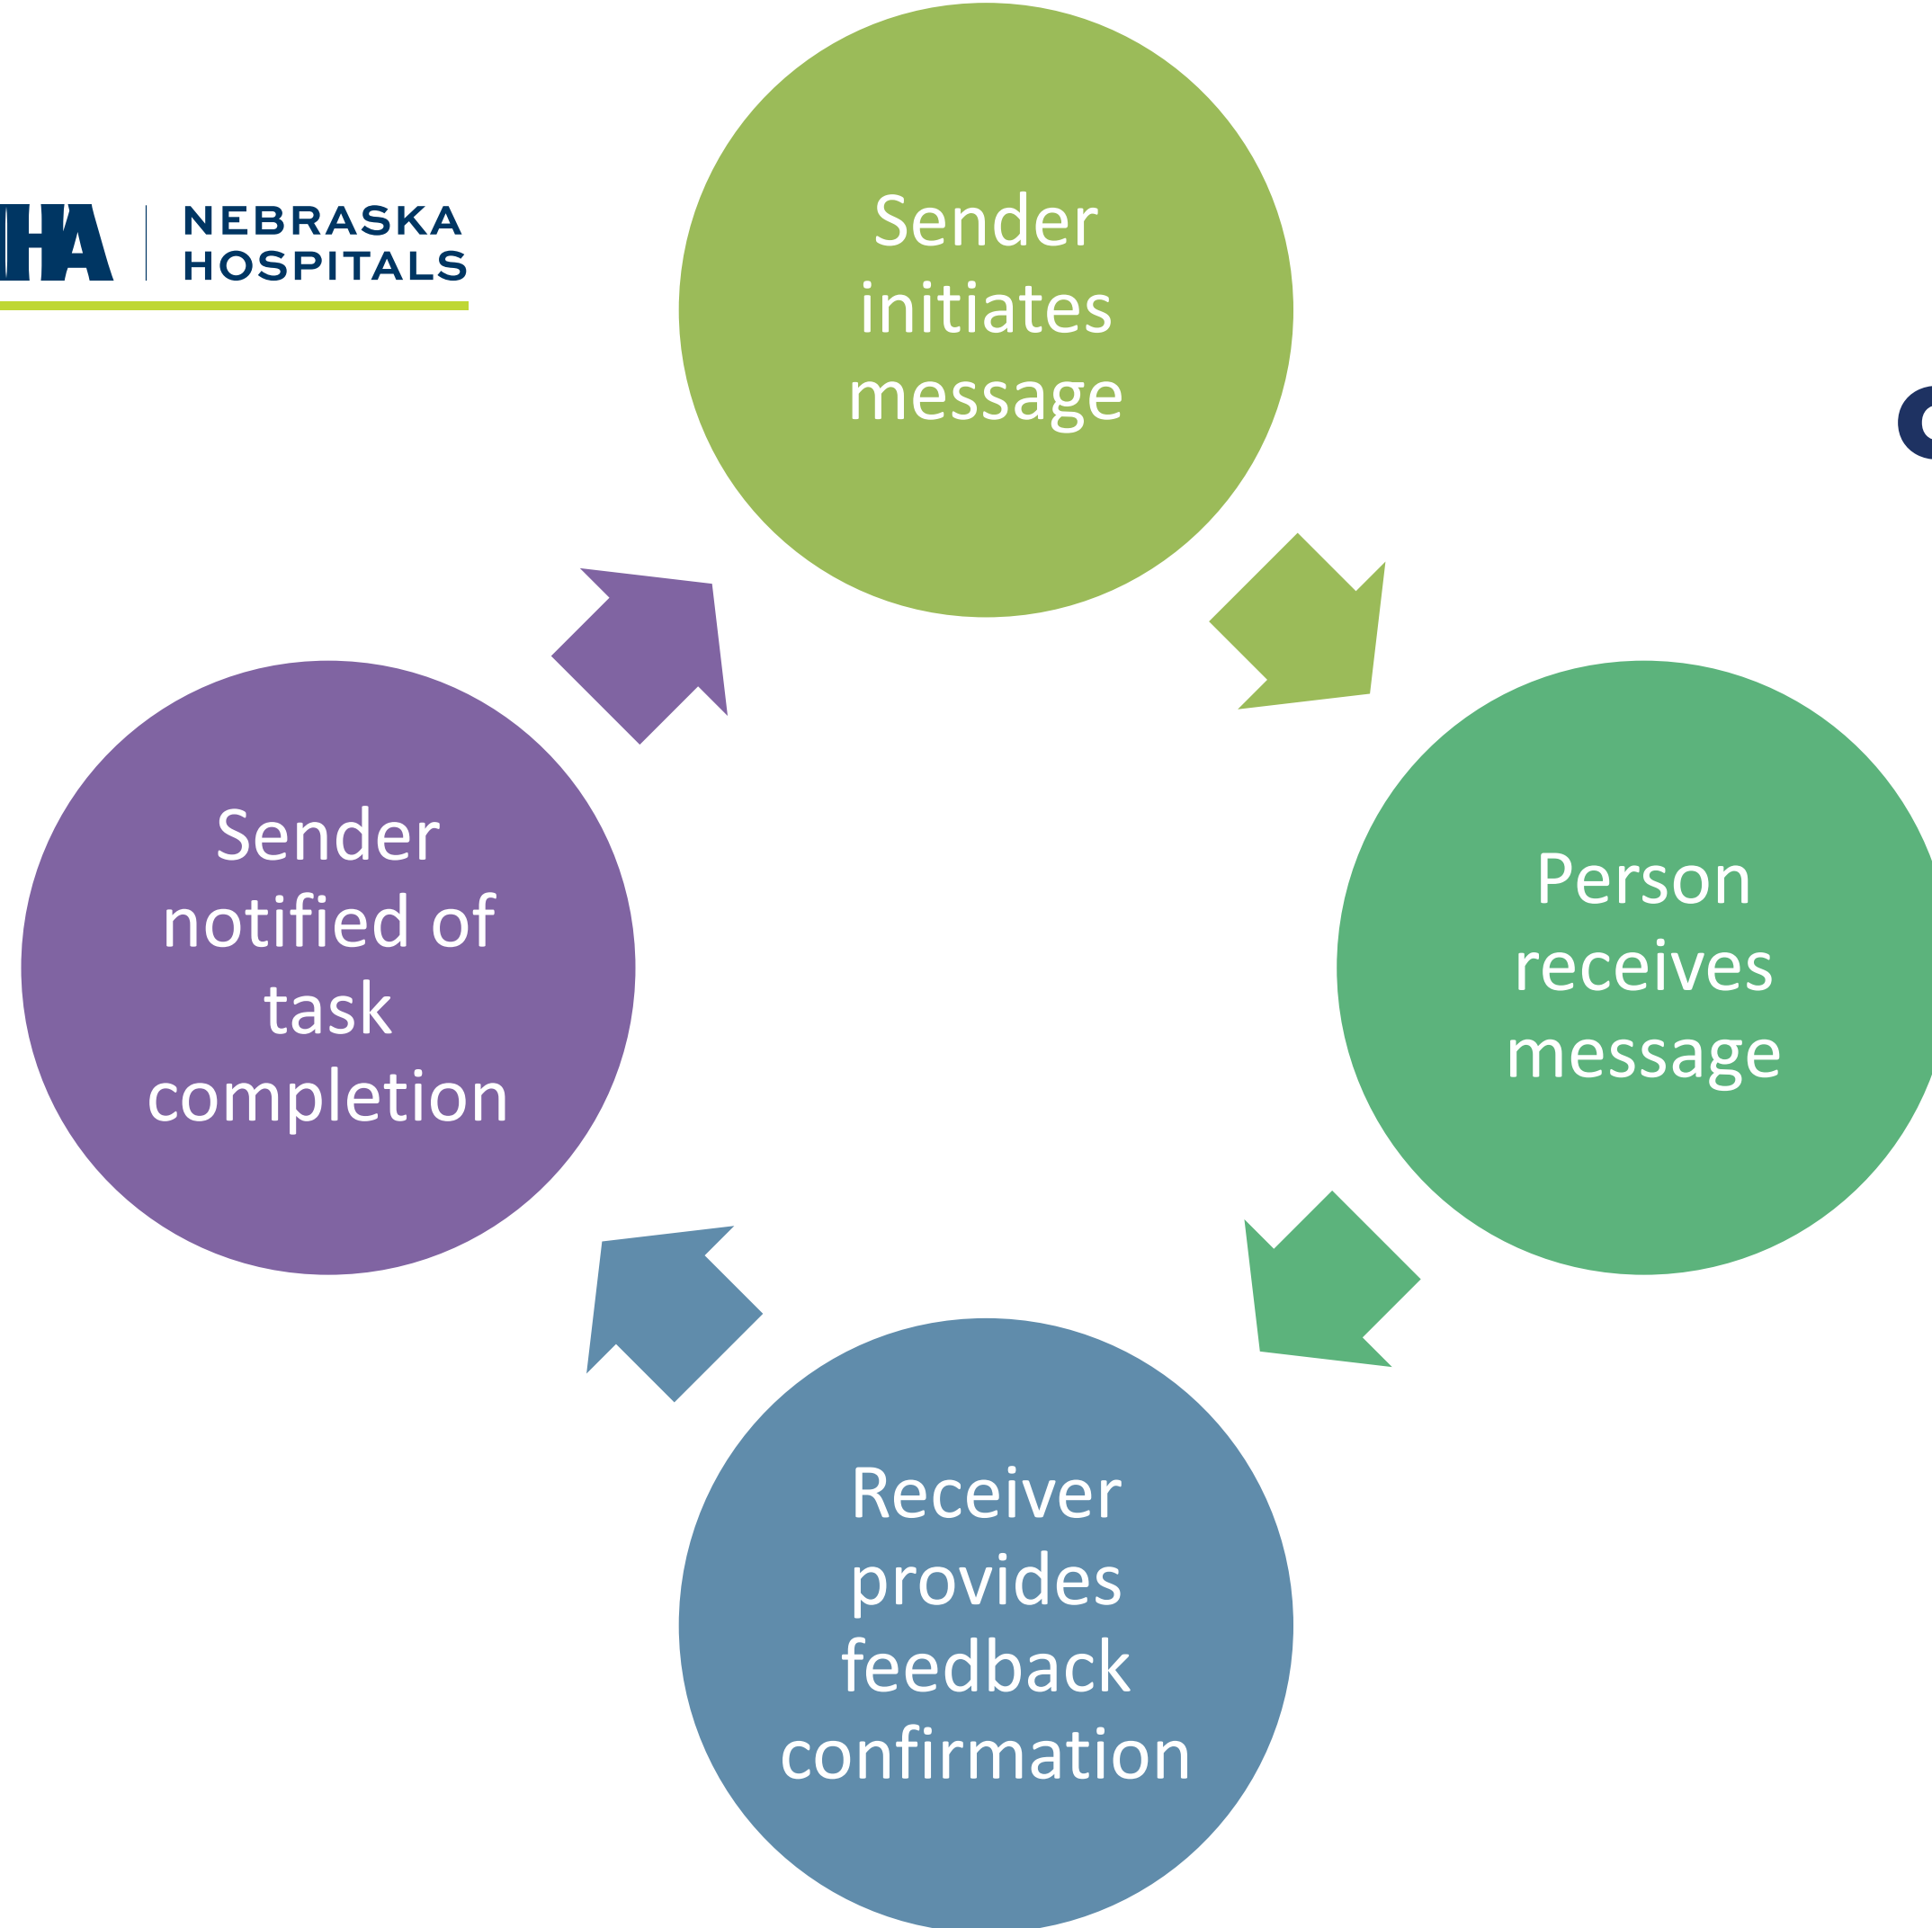 NEBRASKA
HOSPITALS
Sender
initiates
message
Person
receives
message
Receiver
provides
feedback
confirmation
Sender
notified of
task
completion